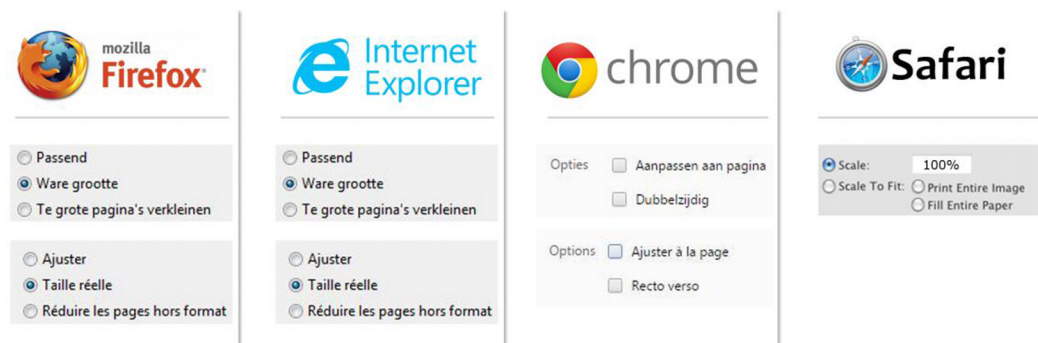 mozilla
Firefox
Passend
Ware grootte
Te grote pagina's verkleinen
Ajuster
Taille réelle
Réduire les pages hors format
Internet
Explorer
Passend
Ware grootte
Te grote pagina's verkleinen
Ajuster
Taille réelle
Réduire les pages hors format
chrome
Opties Aanpassen aan pagina
Dubbelzijdig
Options Ajuster à la page
Recto verso
Safari
Scale: 100%
Scale To Fit: Print Entire Image
Fill Entire Paper